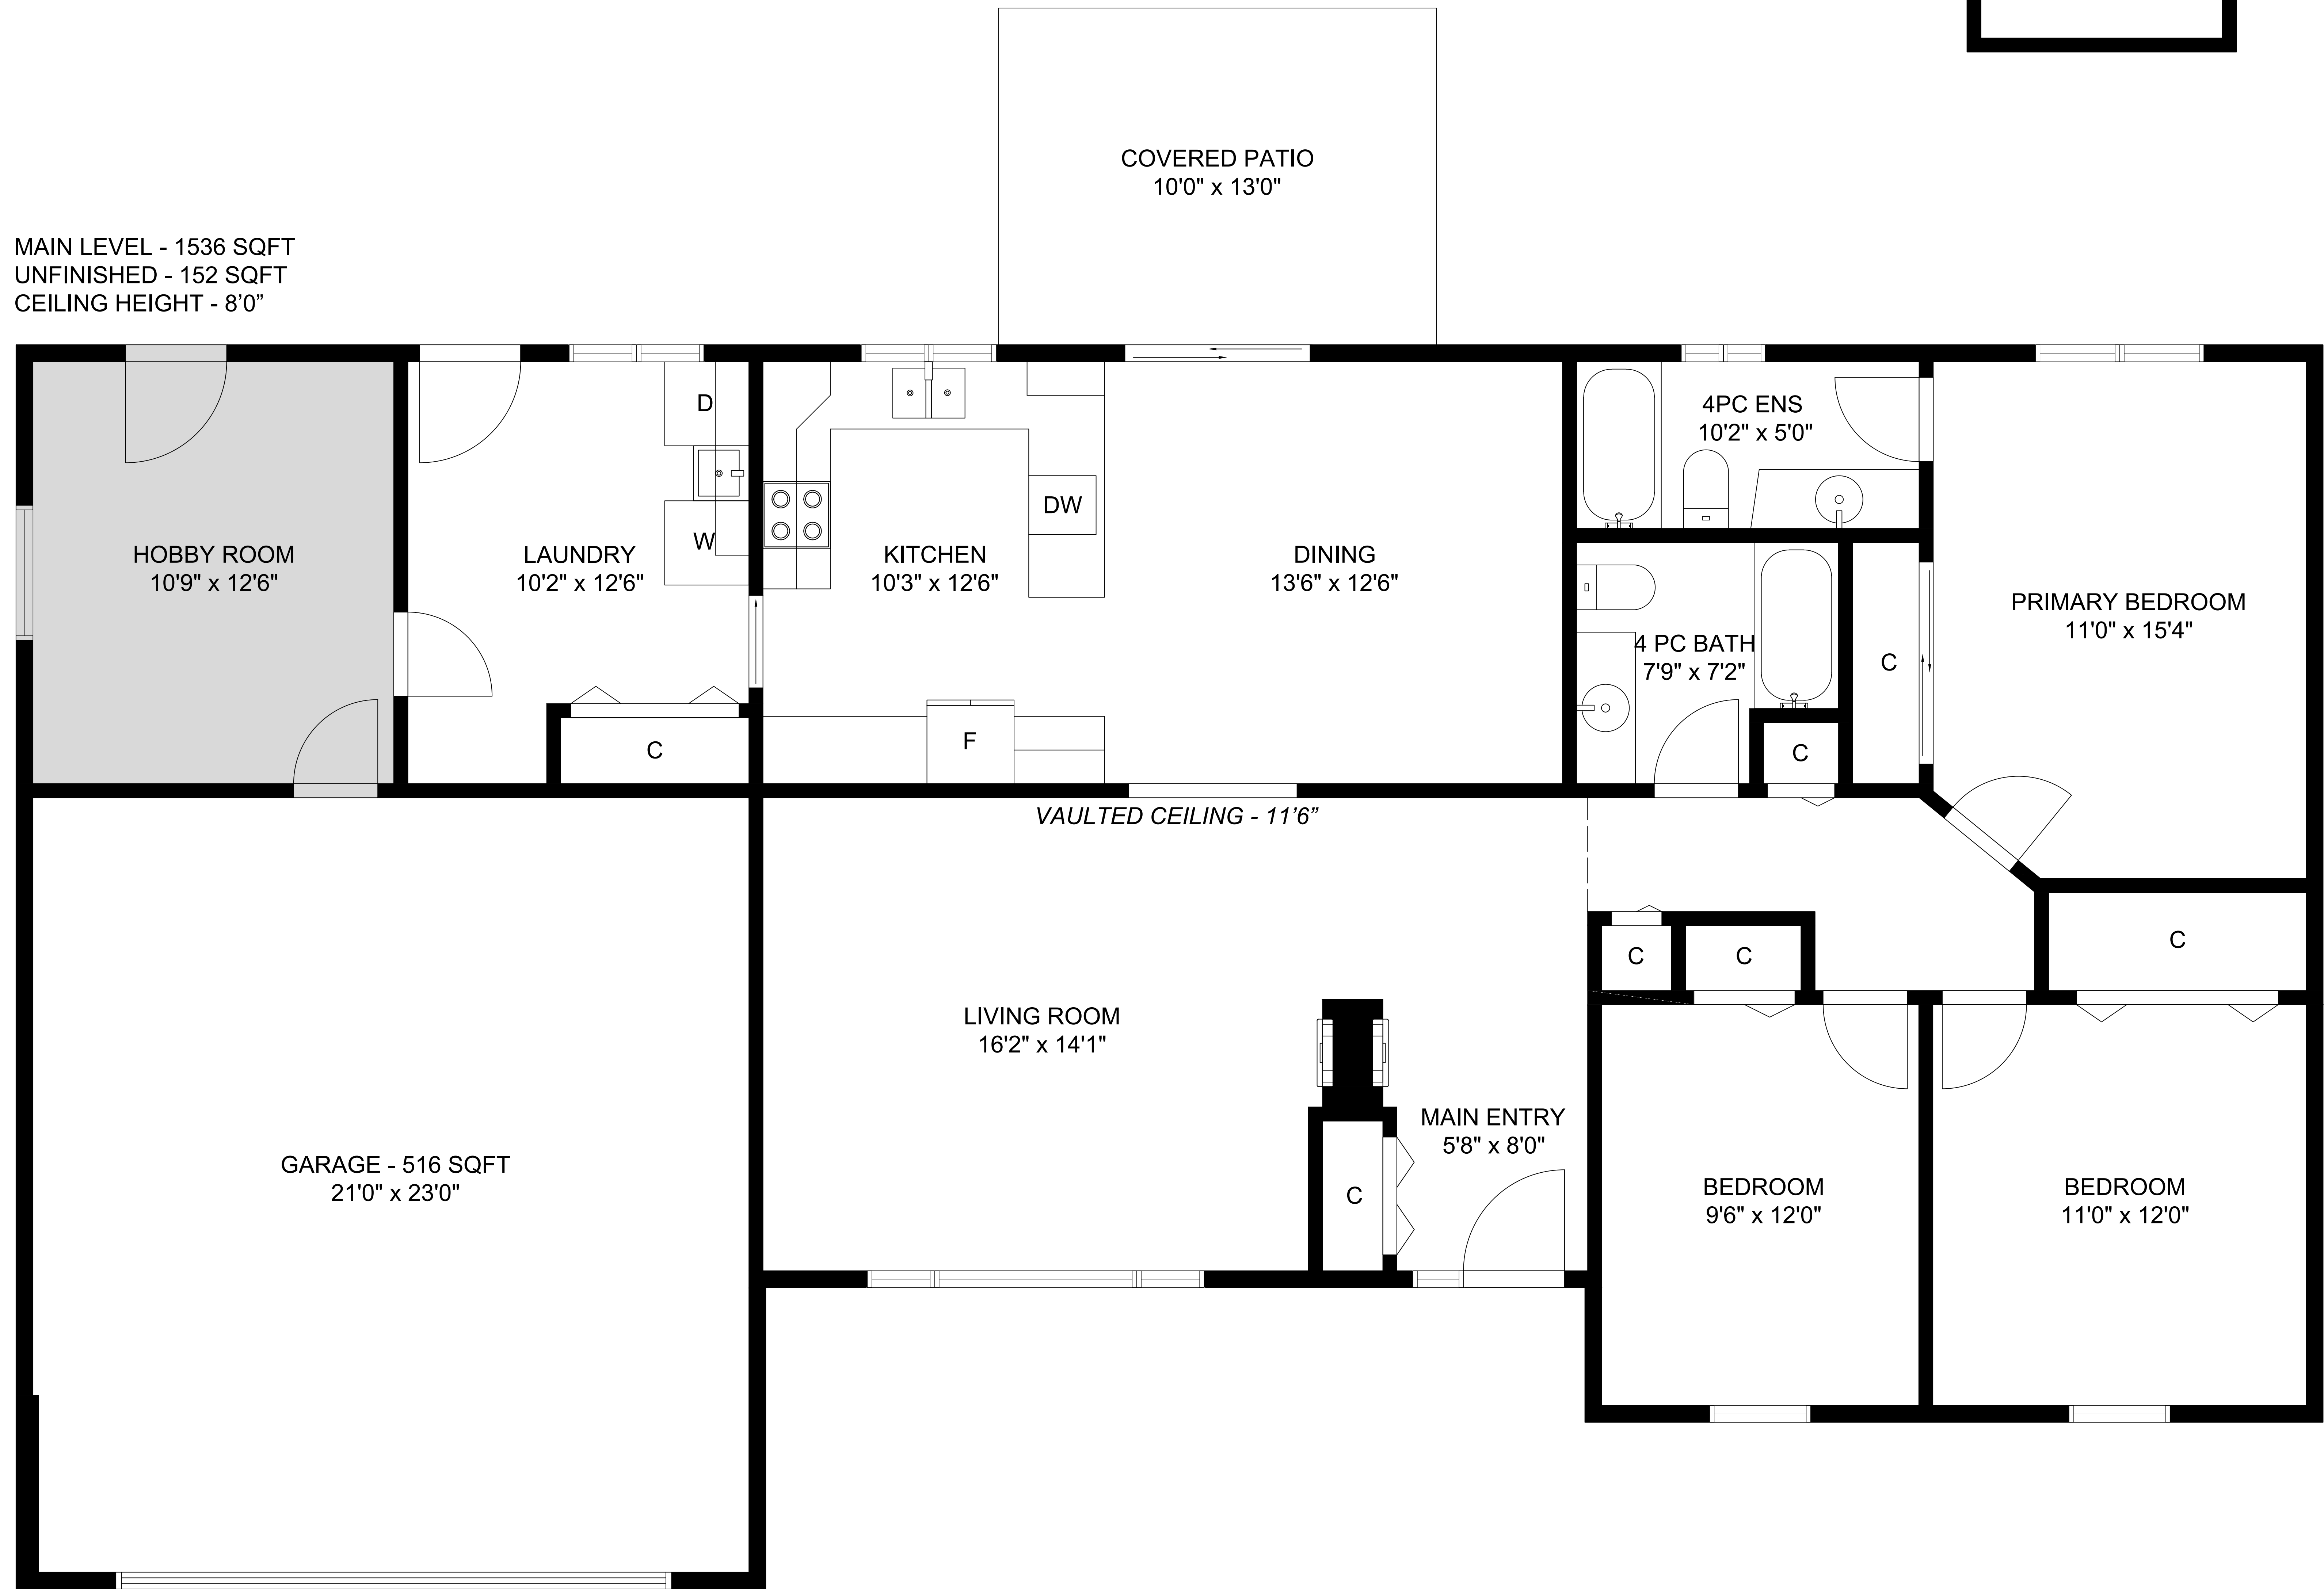 COVERED PATIO
10'0" x 13'0"
MAIN LEVEL - 1536 SQFT
UNFINISHED - 152 SQFT
CEILING HEIGHT - 8’0”
HOBBY ROOM
10'9" x 12'6"
D
W
LAUNDRY
10'2" x 12'6"
C
KITCHEN
10'3" x 12'6"
DW
F
DINING
13'6" x 12'6"
4PC ENS
10'2" x 5'0"
4 PC BATH
7'9" x 7'2"
C
C
PRIMARY BEDROOM
11'0" x 15'4"
VAULTED CEILING - 11’6”
C
C
C
LIVING ROOM
16'2" x 14'1"
MAIN ENTRY
5'8" x 8'0"
C
GARAGE - 516 SQFT
21'0" x 23'0"
BEDROOM
9'6" x 12'0"
BEDROOM
11'0" x 12'0"